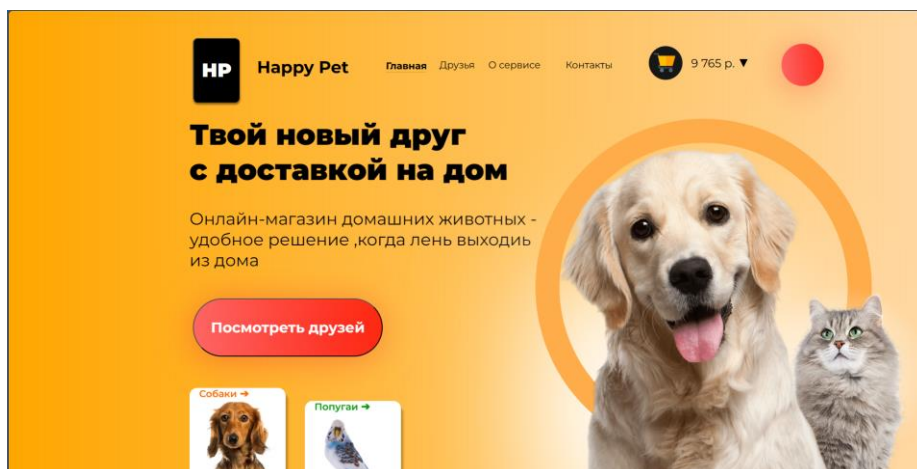 HP
Happy Pet
Главная Друзья О сервисе Контакты
9 765 р. ▼
Твой новый друг
с доставкой на дом
Онлайн-магазин домашних животных -
удобное решение ,когда лень выходиь
из дома
Посмотреть друзей
Собаки ➔
Попугаи ➔